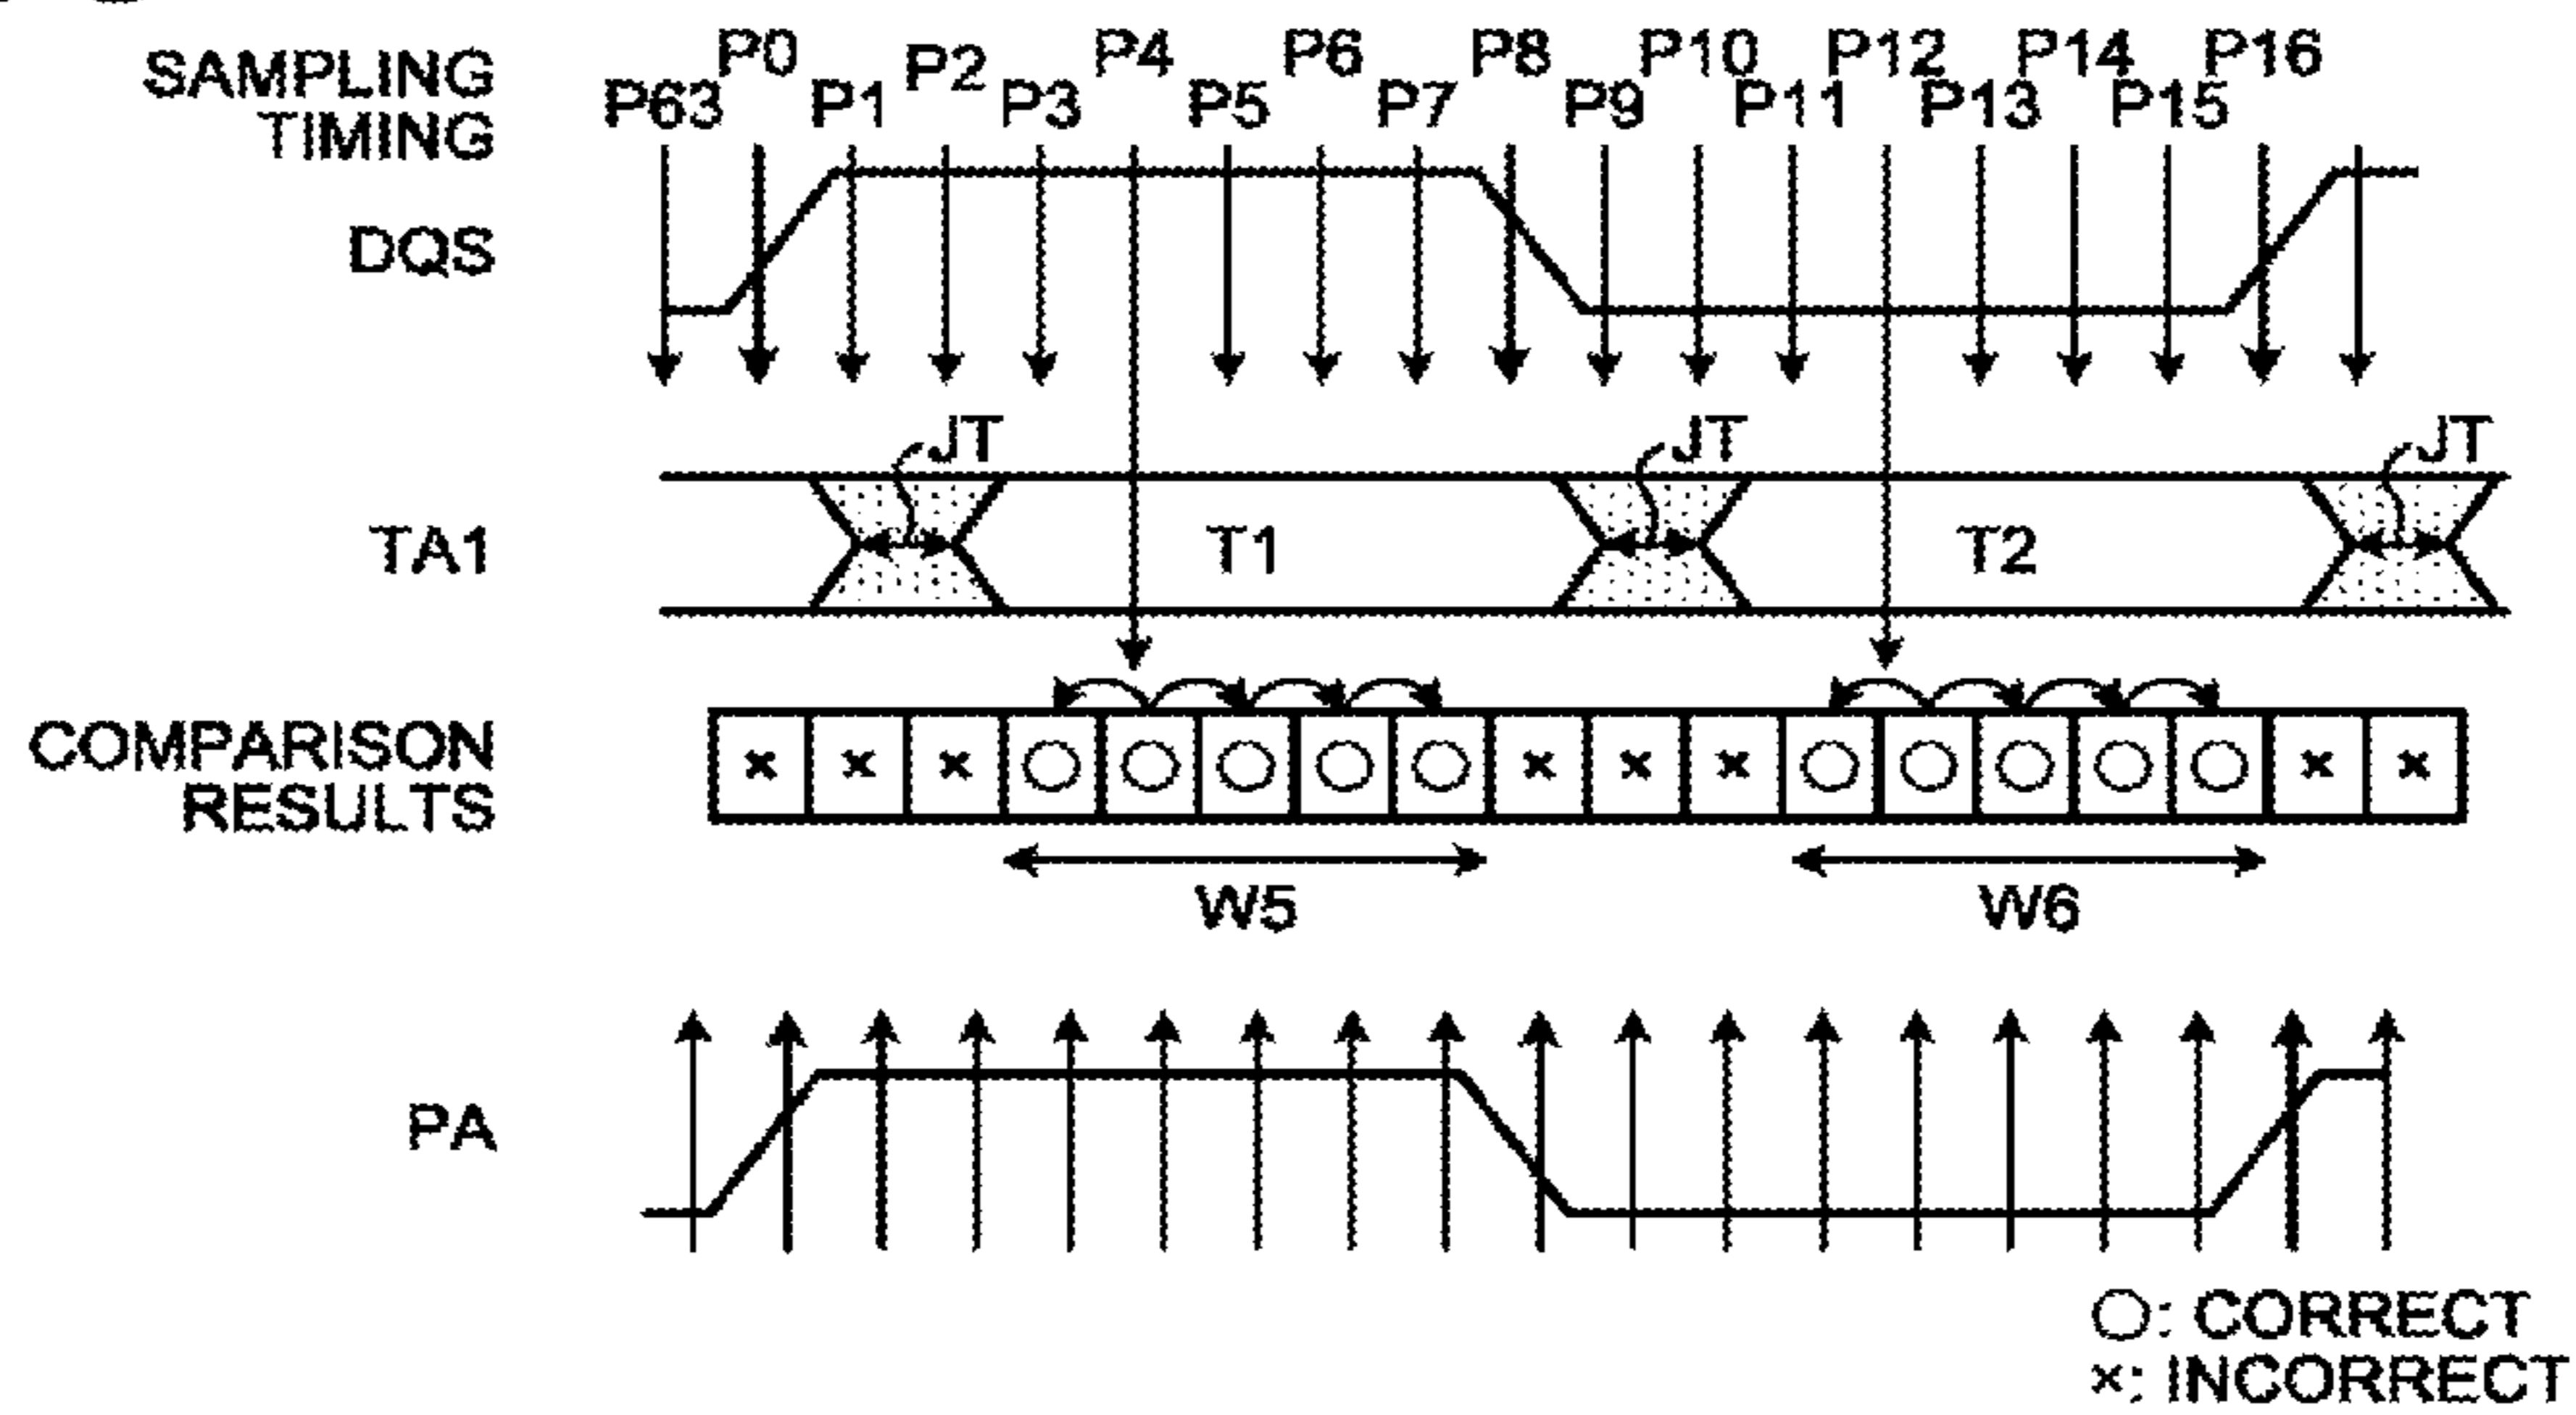 SAMPLING
TIMING
P63 P0 P1 P2 P3 P4 P5 P6 P7 P8 P9 P10 P11 P12 P13 P14 P15 P16
DQS
JT JT JT
TA1 T1 T2
COMPARISON
RESULTS
× × × ○ ○ ○ ○ ○ × × × ○ ○ ○ ○ ○ × ×
W5 W6
PA
○: CORRECT
×: INCORRECT